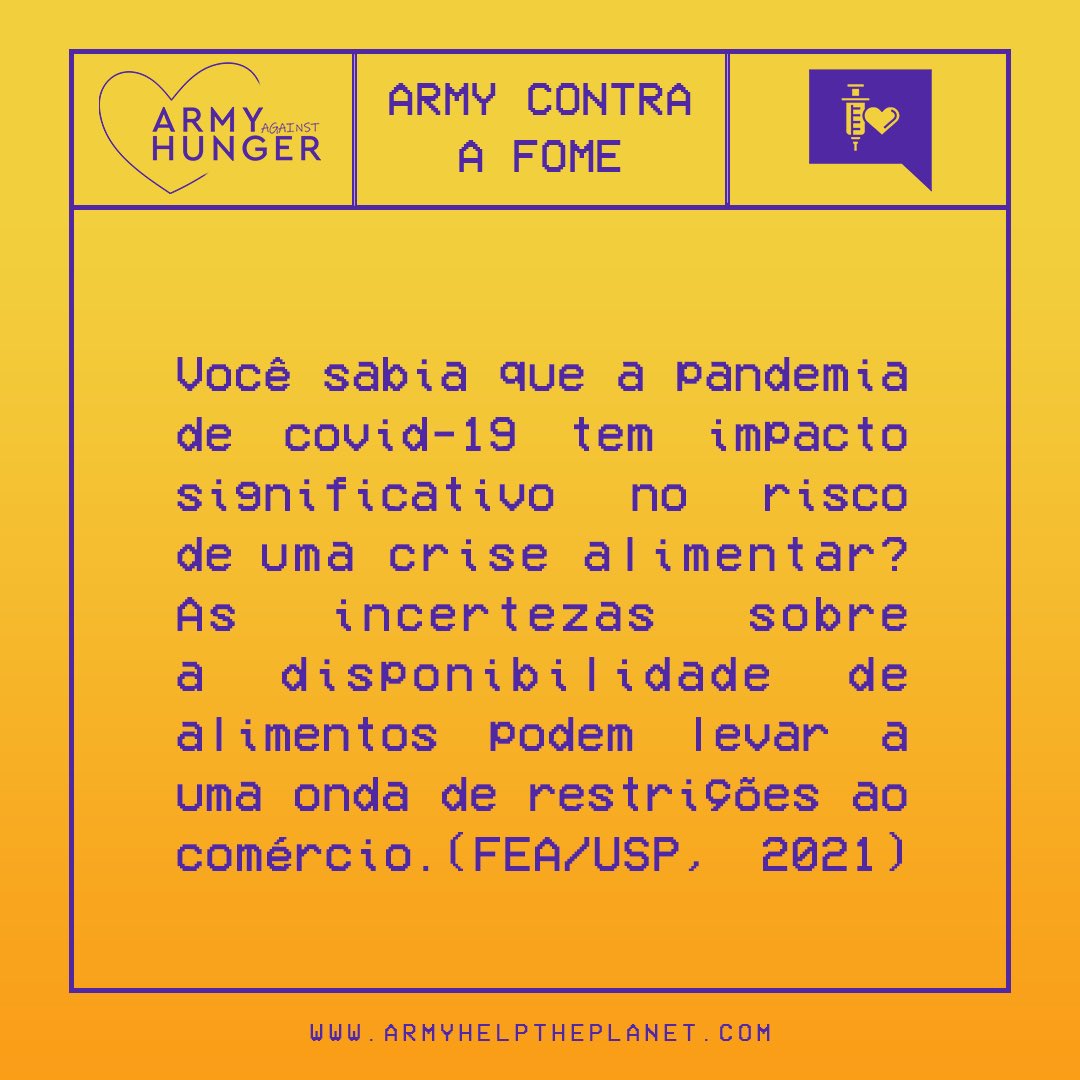 ARMY AGAINST
HUNGER
ARMY CONTRA
A FOME
Você sabia que a pandemia
de covid-19 tem impacto
significativo no risco
de uma crise alimentar?
As incertezas sobre
a disponibilidade de
alimentos podem levar a
uma onda de restrições ao
comércio.(FEA/USP, 2021)
WWW.ARMYHELPTHEPLANET.COM